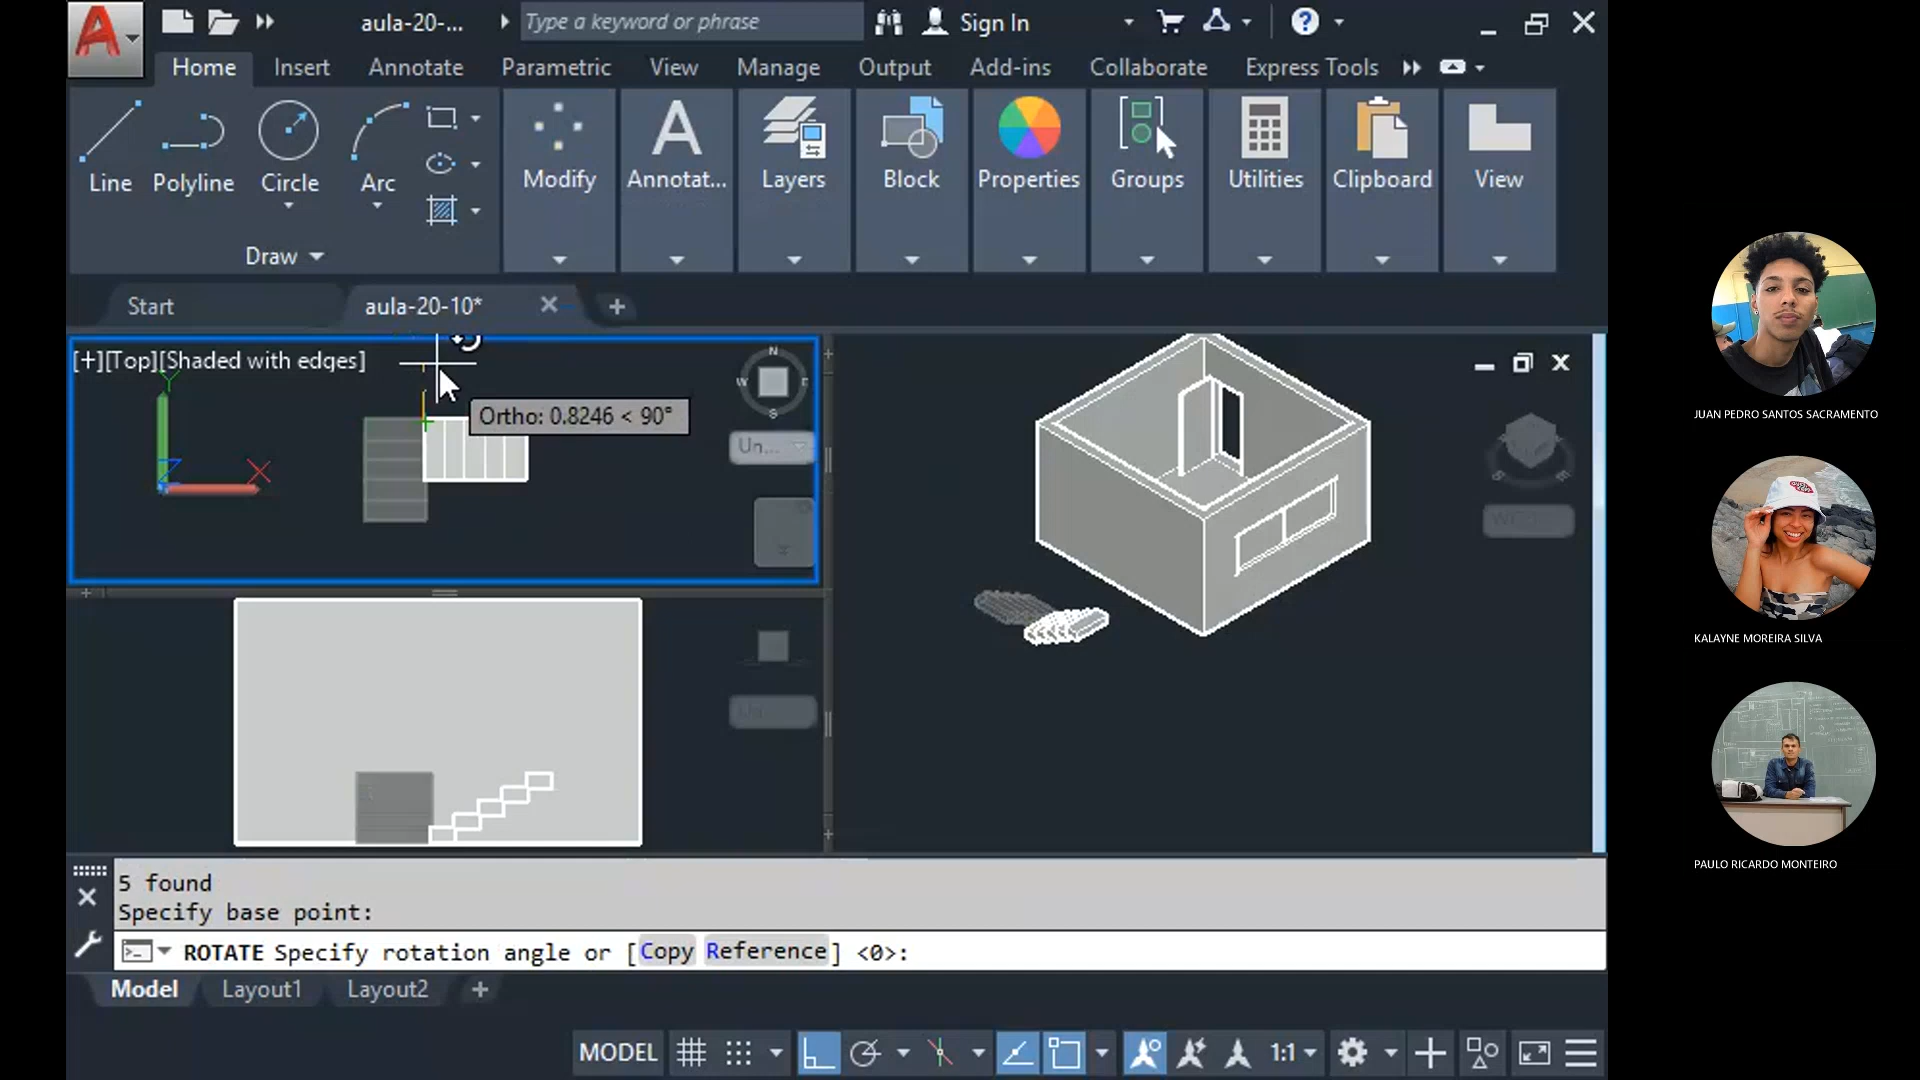 aula-20-...
Type a keyword or phrase
Sign In
Home Insert Annotate Parametric View Manage Output Add-ins Collaborate Express Tools
Line Polyline Circle Arc
Draw
Modify
Annotat...
Layers
Block
Properties
Groups
Utilities
Clipboard
View
Start
aula-20-10*
[+][Top][Shaded with edges]
N
W
S
Un...
Ortho: 0.8246 < 90°
Y
Z
X
5 found
Specify base point:
ROTATE Specify rotation angle or [Copy Reference] <0>:
Model Layout1 Layout2
MODEL
1:1
JUAN PEDRO SANTOS SACRAMENTO
KALAYNE MOREIRA SILVA
PAULO RICARDO MONTEIRO